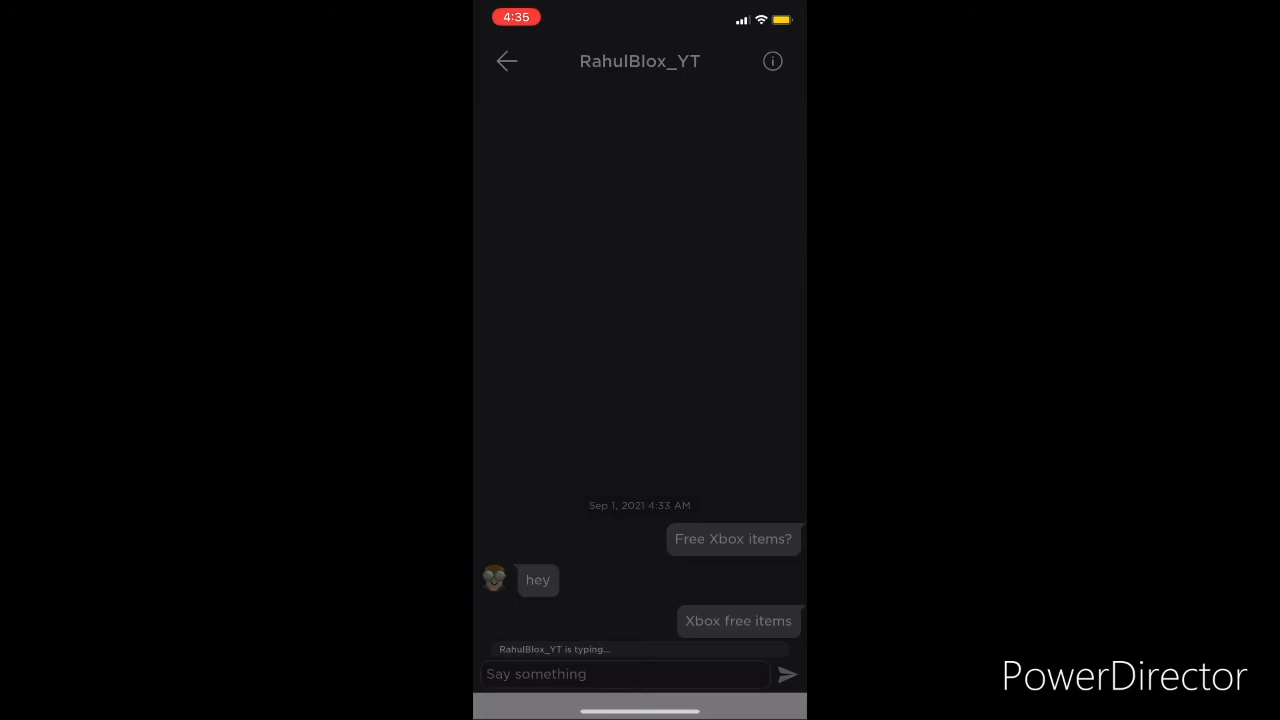 4:35
RahulBlox_YT
Sep 1, 2021 4:33 AM
Free Xbox items?
hey
Xbox free items
RahulBlox_YT is typing...
Say something
PowerDirector